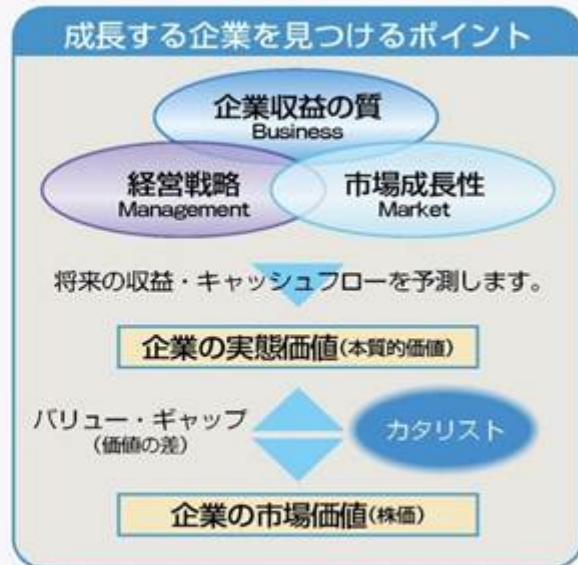 成長する企業を見つけるポイント
企業収益の質
Business
経営戦略
Management
市場成長性
Market
将来の収益・キャッシュフローを予測します。
企業の実態価値(本質的価値)
バリュー・ギャップ
(価値の差)
カタリスト
企業の市場価値(株価)